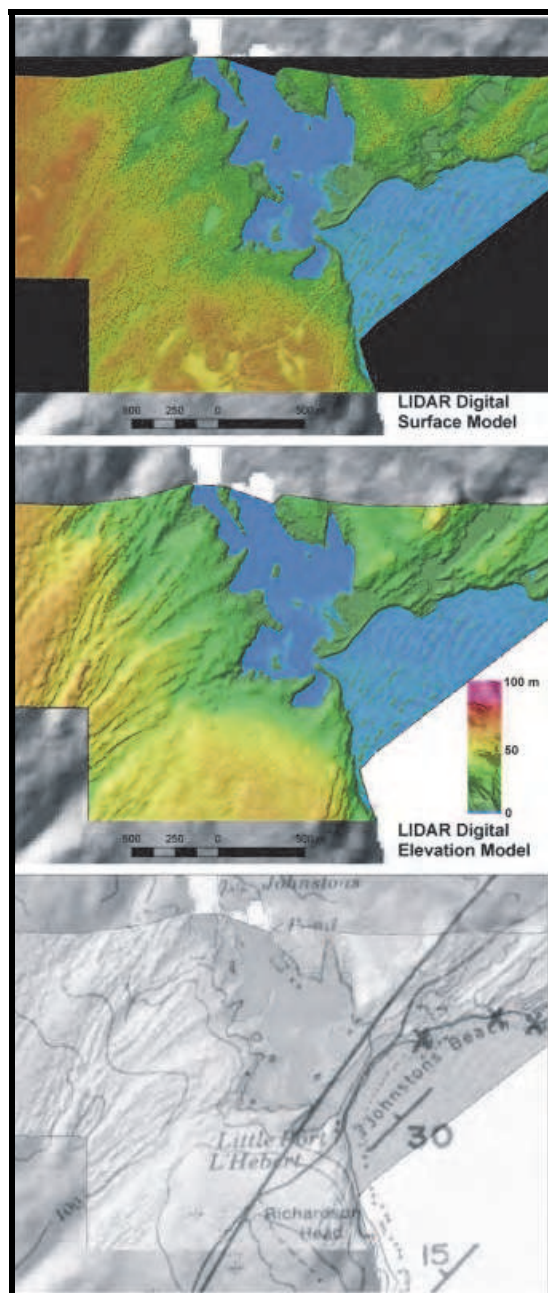 LIDAR Digital
Surface Model
500 250 0 500 m
100 m
50
0
LIDAR Digital
Elevation Model
500 250 0 500 m
Johnstons
Pond
Johnstons Beach
30
Little Port
L'Hebert
Richardson
Head
100
15